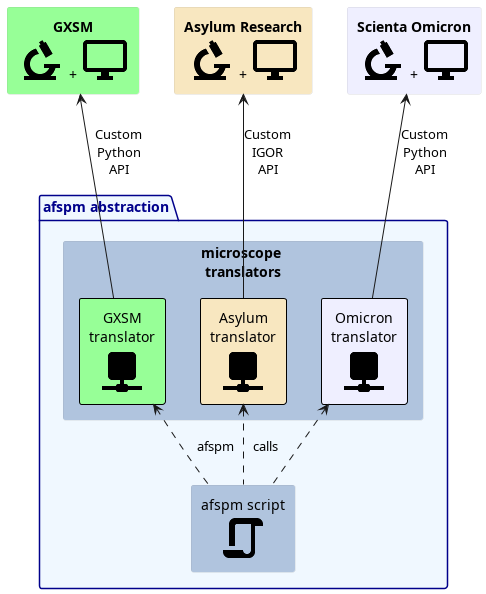 GXSM
+
Asylum Research
+
Scienta Omicron
+
Custom
Python
API
Custom
IGOR
API
Custom
Python
API
afspm abstraction
microscope
translators
GXSM
translator
Asylum
translator
Omicron
translator
afspm
calls
afspm script